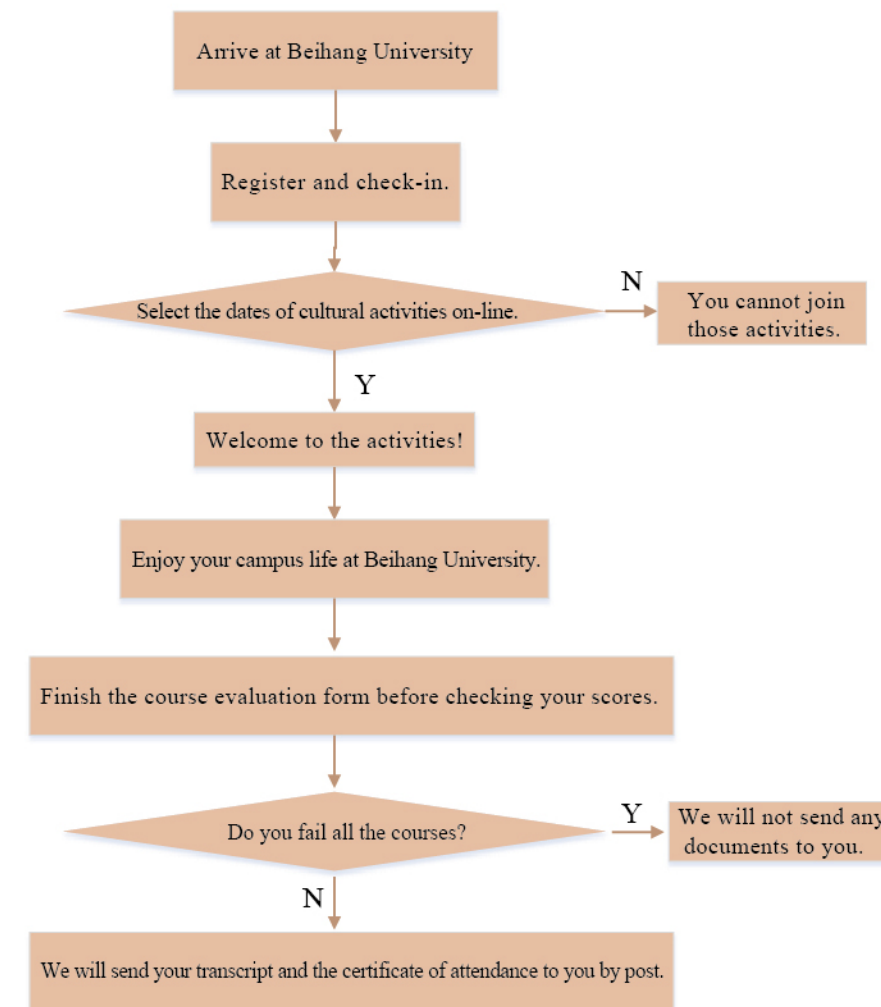 Arrive at Beihang University
Register and check-in.
Select the dates of cultural activities on-line.
N
You cannot join
those activities.
Y
Welcome to the activities!
Enjoy your campus life at Beihang University.
Finish the course evaluation form before checking your scores.
Do you fail all the courses?
Y
We will not send any
documents to you.
N
We will send your transcript and the certificate of attendance to you by post.